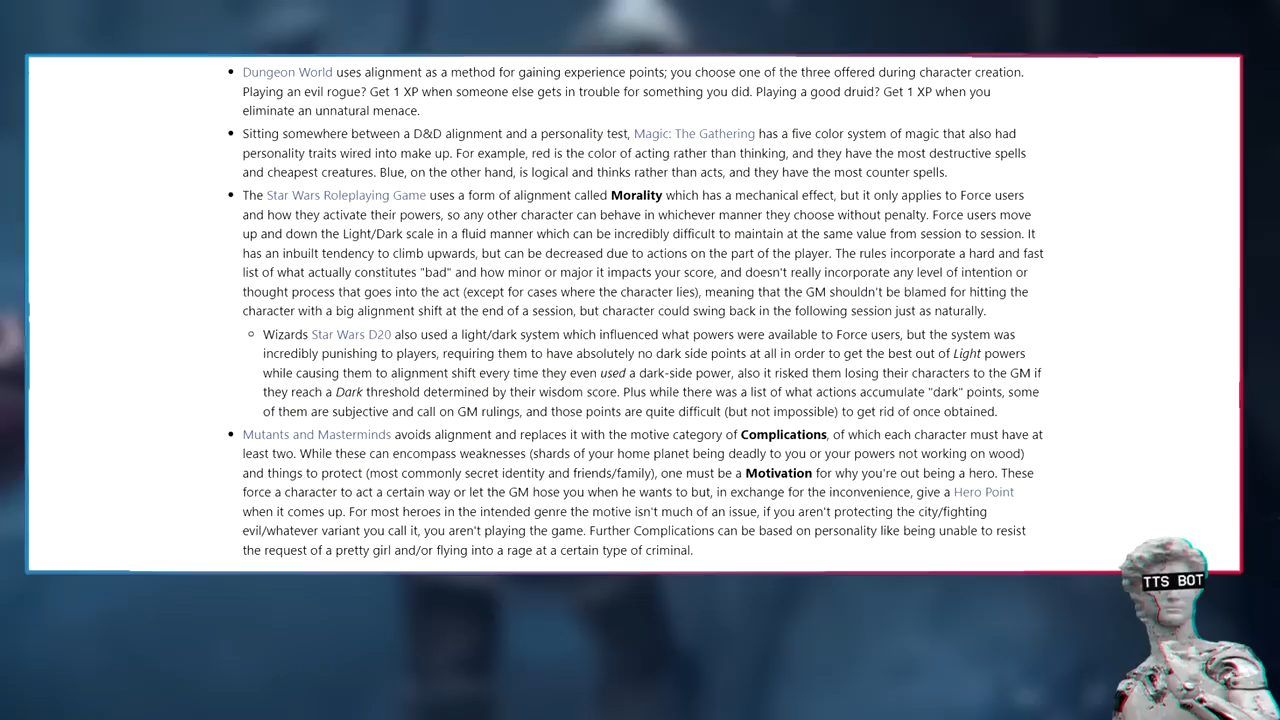 Dungeon World uses alignment as a method for gaining experience points; you choose one of the three offered during character creation.
Playing an evil rogue? Get 1 XP when someone else gets in trouble for something you did. Playing a good druid? Get 1 XP when you
eliminate an unnatural menace.
Sitting somewhere between a D&D alignment and a personality test, Magic: The Gathering has a five color system of magic that also had
personality traits wired into make up. For example, red is the color of acting rather than thinking, and they have the most destructive spells
and cheapest creatures. Blue, on the other hand, is logical and thinks rather than acts, and they have the most counter spells.
The Star Wars Roleplaying Game uses a form of alignment called Morality which has a mechanical effect, but it only applies to Force users
and how they activate their powers, so any other character can behave in whichever manner they choose without penalty. Force users move
up and down the Light/Dark scale in a fluid manner which can be incredibly difficult to maintain at the same value from session to session. It
has an inbuilt tendency to climb upwards, but can be decreased due to actions on the part of the player. The rules incorporate a hard and fast
list of what actually constitutes "bad" and how minor or major it impacts your score, and doesn't really incorporate any level of intention or
thought process that goes into the act (except for cases where the character lies), meaning that the GM shouldn't be blamed for hitting the
character with a big alignment shift at the end of a session, but character could swing back in the following session just as naturally.
Wizards Star Wars D20 also used a light/dark system which influenced what powers were available to Force users, but the system was
incredibly punishing to players, requiring them to have absolutely no dark side points at all in order to get the best out of Light powers
while causing them to alignment shift every time they even used a dark-side power, also it risked them losing their characters to the GM if
they reach a Dark threshold determined by their wisdom score. Plus while there was a list of what actions accumulate "dark" points, some
of them are subjective and call on GM rulings, and those points are quite difficult (but not impossible) to get rid of once obtained.
Mutants and Masterminds avoids alignment and replaces it with the motive category of Complications, of which each character must have at
least two. While these can encompass weaknesses (shards of your home planet being deadly to you or your powers not working on wood)
and things to protect (most commonly secret identity and friends/family), one must be a Motivation for why you're out being a hero. These
force a character to act a certain way or let the GM hose you when he wants to but, in exchange for the inconvenience, give a Hero Point
when it comes up. For most heroes in the intended genre the motive isn't much of an issue, if you aren't protecting the city/fighting
evil/whatever variant you call it, you aren't playing the game. Further Complications can be based on personality like being unable to resist
the request of a pretty girl and/or flying into a rage at a certain type of criminal.
TTS BOT